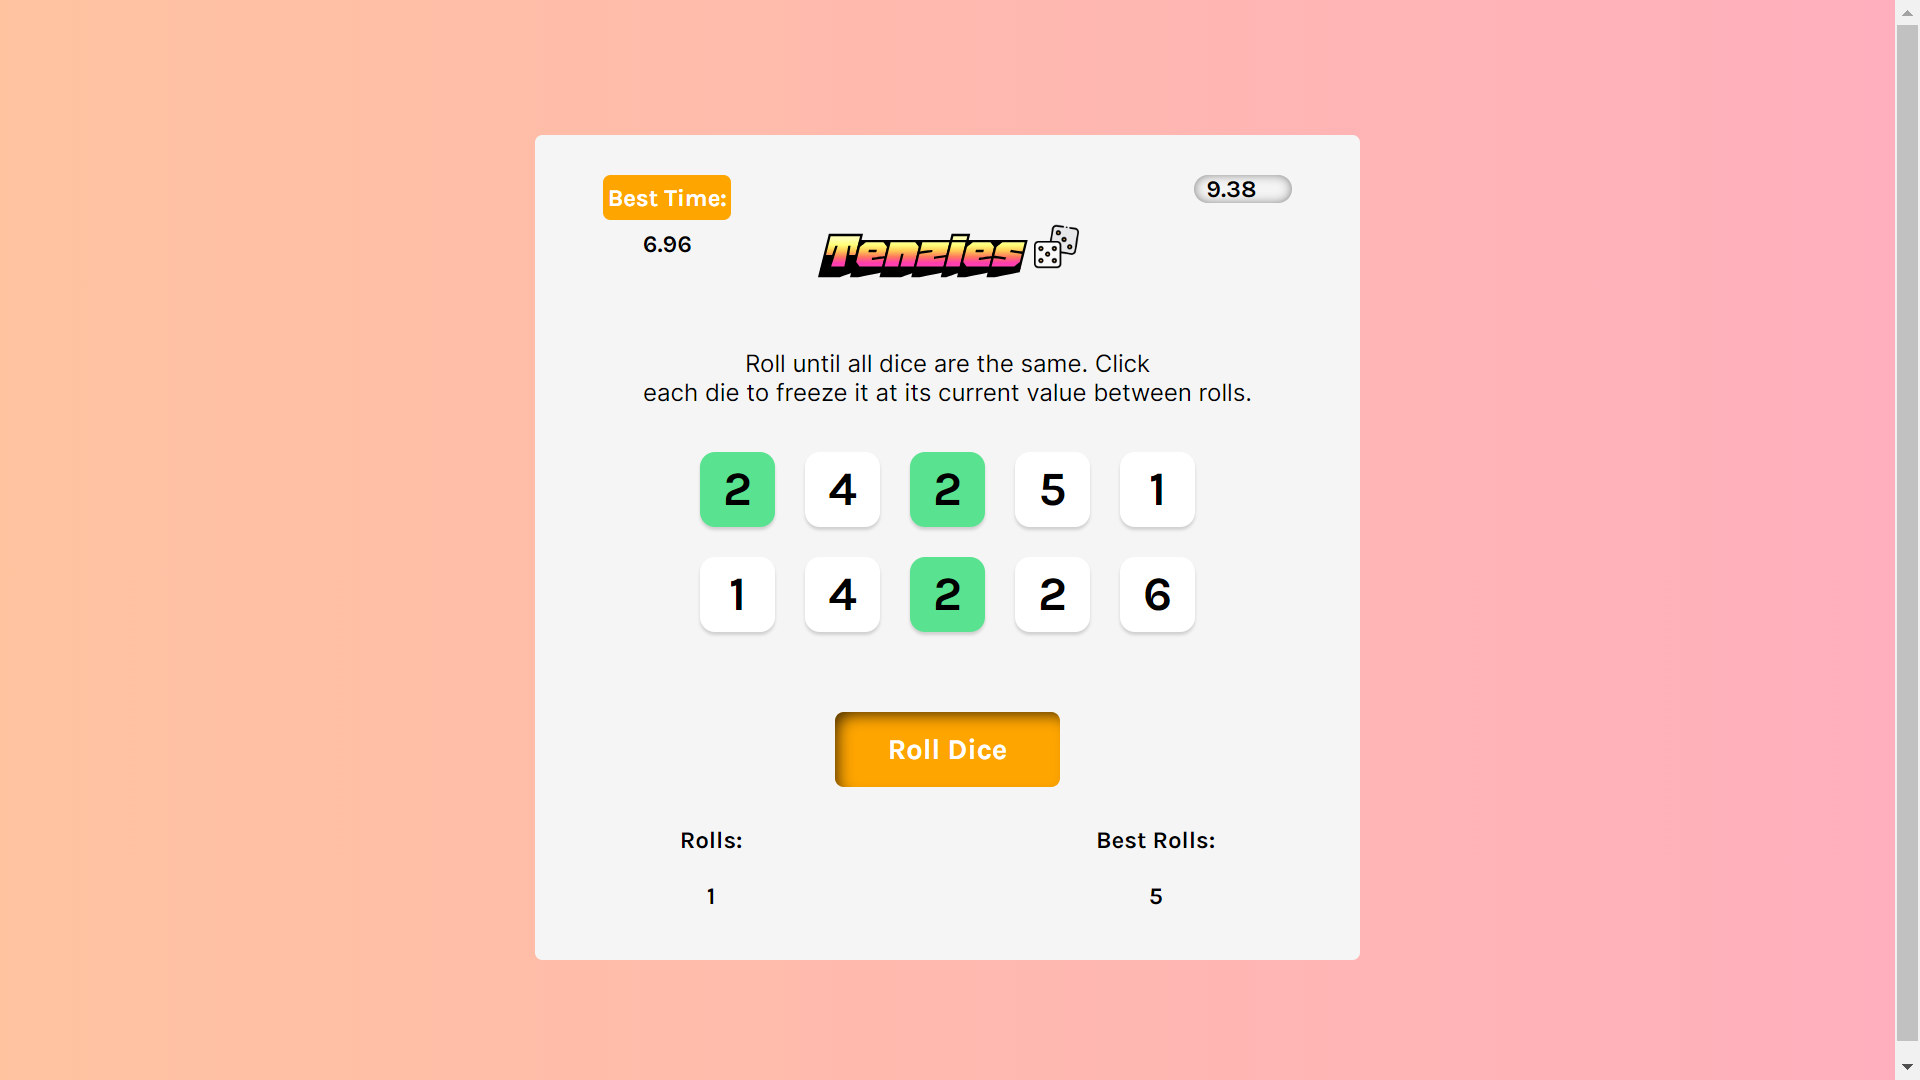 Best Time:
9.38
6.96
Tenzies
Roll until all dice are the same. Click
each die to freeze it at its current value between rolls.
2 4 2 5 1
1 4 2 2 6
Roll Dice
Rolls: Best Rolls:
1 5